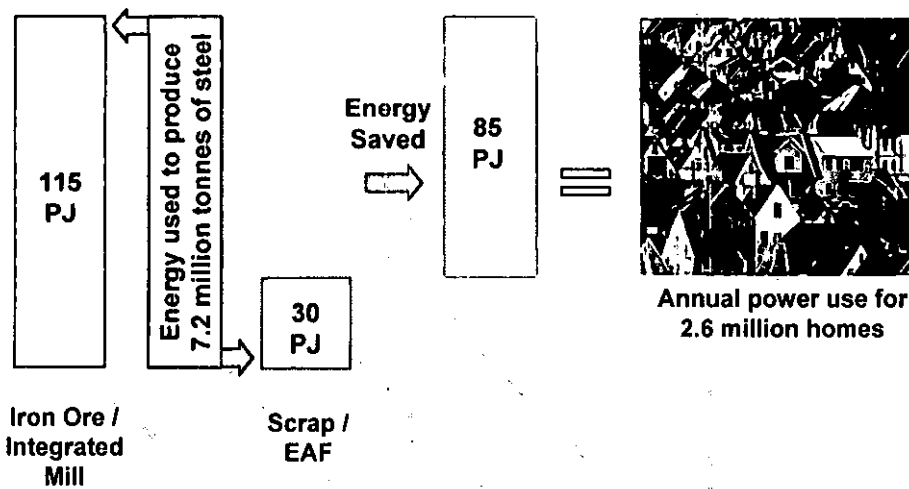 115
PJ
Iron Ore /
Integrated
Mill
Energy used to produce
7.2 million tonnes of steel
30
PJ
Scrap /
EAF
Energy
Saved
85
PJ
Annual power use for
2.6 million homes